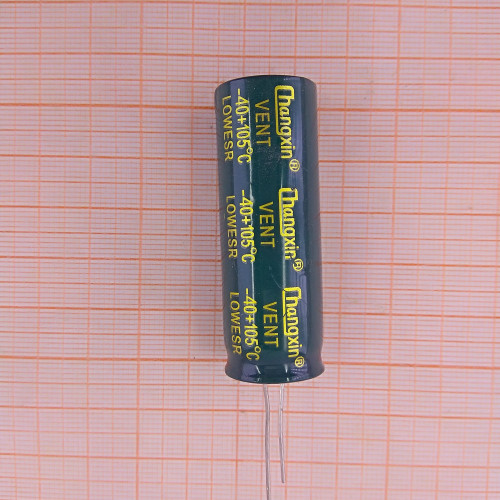 Changxin®
VENT
-40+105°C
LOWESR
Changxin®
VENT
-40+105°C
LOWESR
Changxin®
VENT
-40+105°C
LOWESR